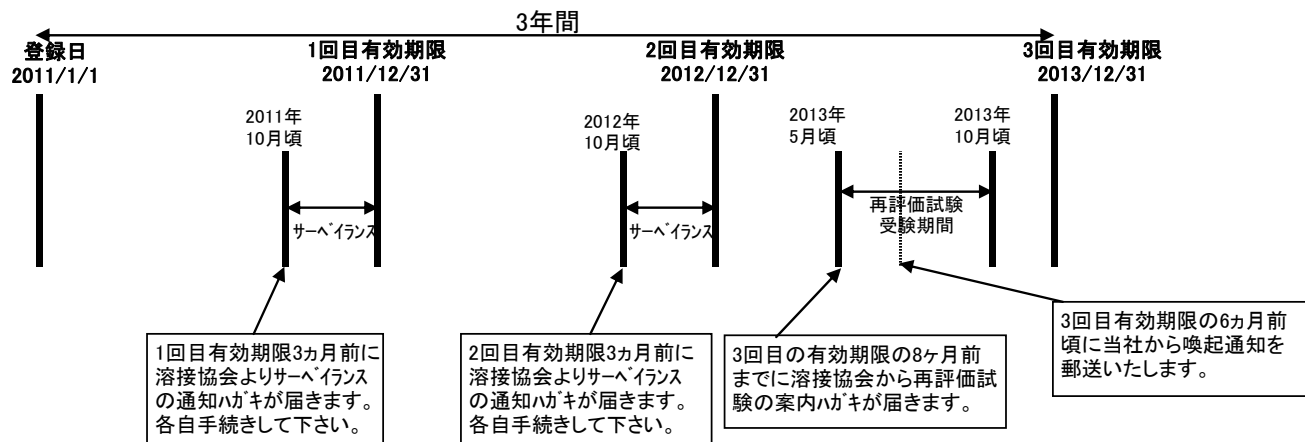 3年間
登録日
2011/1/1
1回目有効期限
2011/12/31
2回目有効期限
2012/12/31
3回目有効期限
2013/12/31
2011年
10月頃
2012年
10月頃
2013年
5月頃
2013年
10月頃
ｻｰﾍﾞｲﾗﾝｽ
ｻｰﾍﾞｲﾗﾝｽ
再評価試験
受験期間
1回目有効期限3ヵ月前に
溶接協会よりｻｰﾍﾞｲﾗﾝｽ
の通知ﾊｶﾞｷが届きます。
各自手続きして下さい。
2回目有効期限3ヵ月前に
溶接協会よりｻｰﾍﾞｲﾗﾝｽ
の通知ﾊｶﾞｷが届きます。
各自手続きして下さい。
3回目の有効期限の8ヶ月前
までに溶接協会から再評価試
験の案内ﾊｶﾞｷが届きます。
3回目有効期限の6ヵ月前
頃に当社から喚起通知を
郵送いたします。